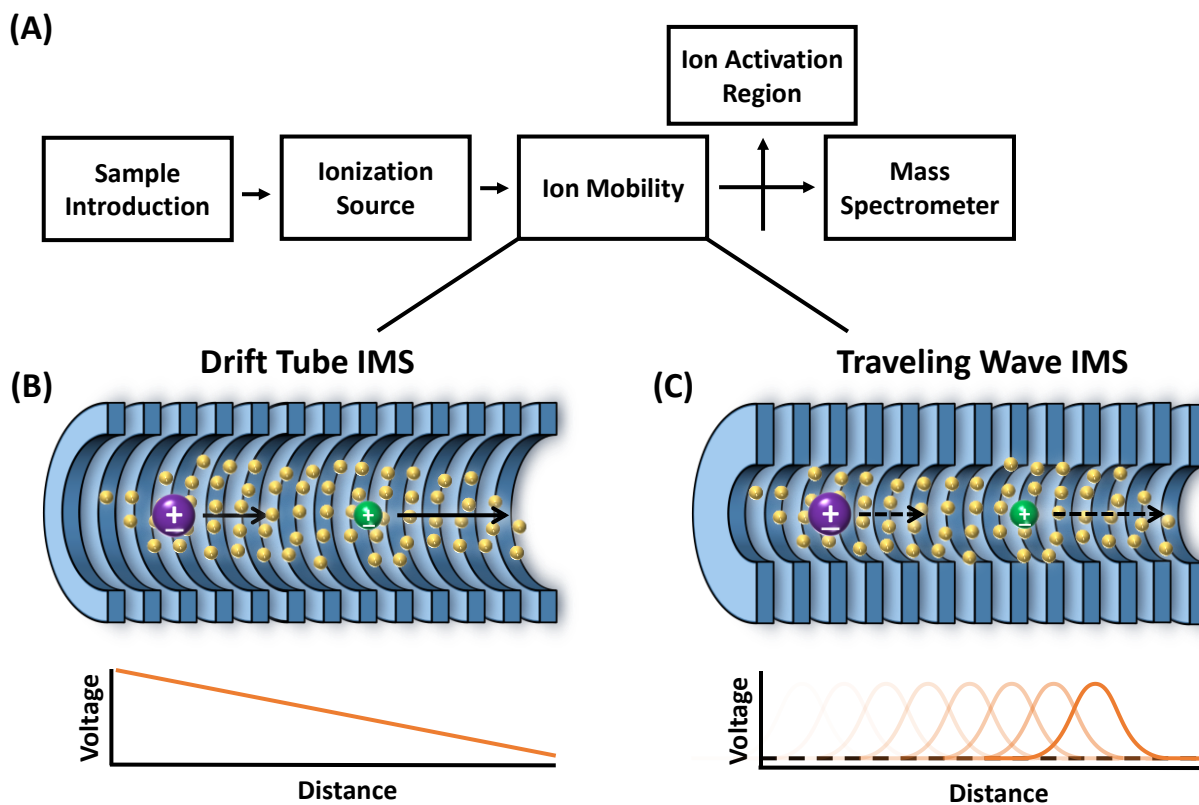 (A)
Ion Activation
Region
Sample
Introduction
Ionization
Source
Ion Mobility
Mass
Spectrometer
Drift Tube IMS
Traveling Wave IMS
(B)
(C)
±
±
±
±
Voltage
Distance
Voltage
Distance